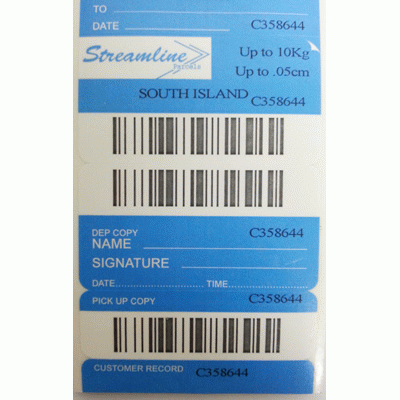 TO
DATE C358644
Streamline
Parcels
Up to 10Kg
Up to .05cm
SOUTH ISLAND C358644
DEP COPY C358644
NAME
SIGNATURE
DATE TIME
PICK UP COPY C358644
CUSTOMER RECORD C358644